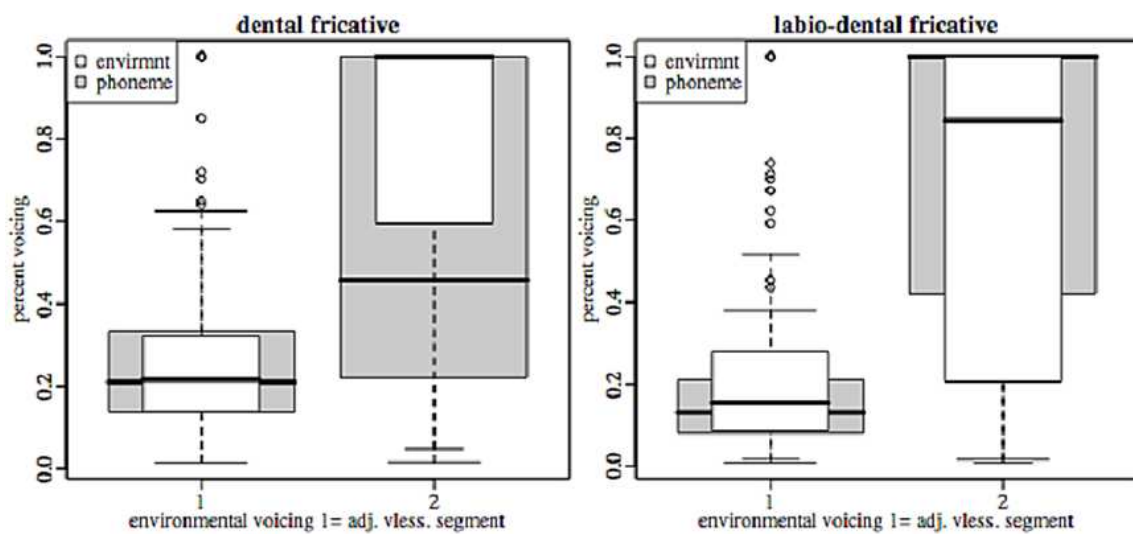 dental fricative
envirmnt
phoneme
percent voicing
1.0
0.8
0.6
0.4
0.2
0.0
1 2
environmental voicing 1= adj. vless. segment
labio-dental fricative
envirmnt
phoneme
percent voicing
1.0
0.8
0.6
0.4
0.2
0.0
1 2
environmental voicing 1= adj. vless. segment